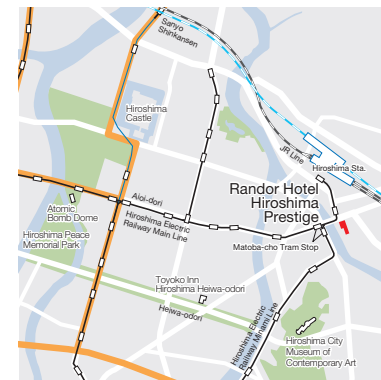 Sanyo
Shinkansen
Hiroshima
Castle
JR Line
Hiroshima Sta.
Randor Hotel
Hiroshima
Prestige
Aioi-dori
Hiroshima Electric
Railway Main Line
Atomic
Bomb Dome
Hiroshima Peace
Memorial Park
Matoba-cho Tram Stop
Toyoko Inn
Hiroshima Heiwa-odori
Heiwa-odori
Hiroshima Electric
Railway Minami Line
Hiroshima City
Museum of
Contemporary Art